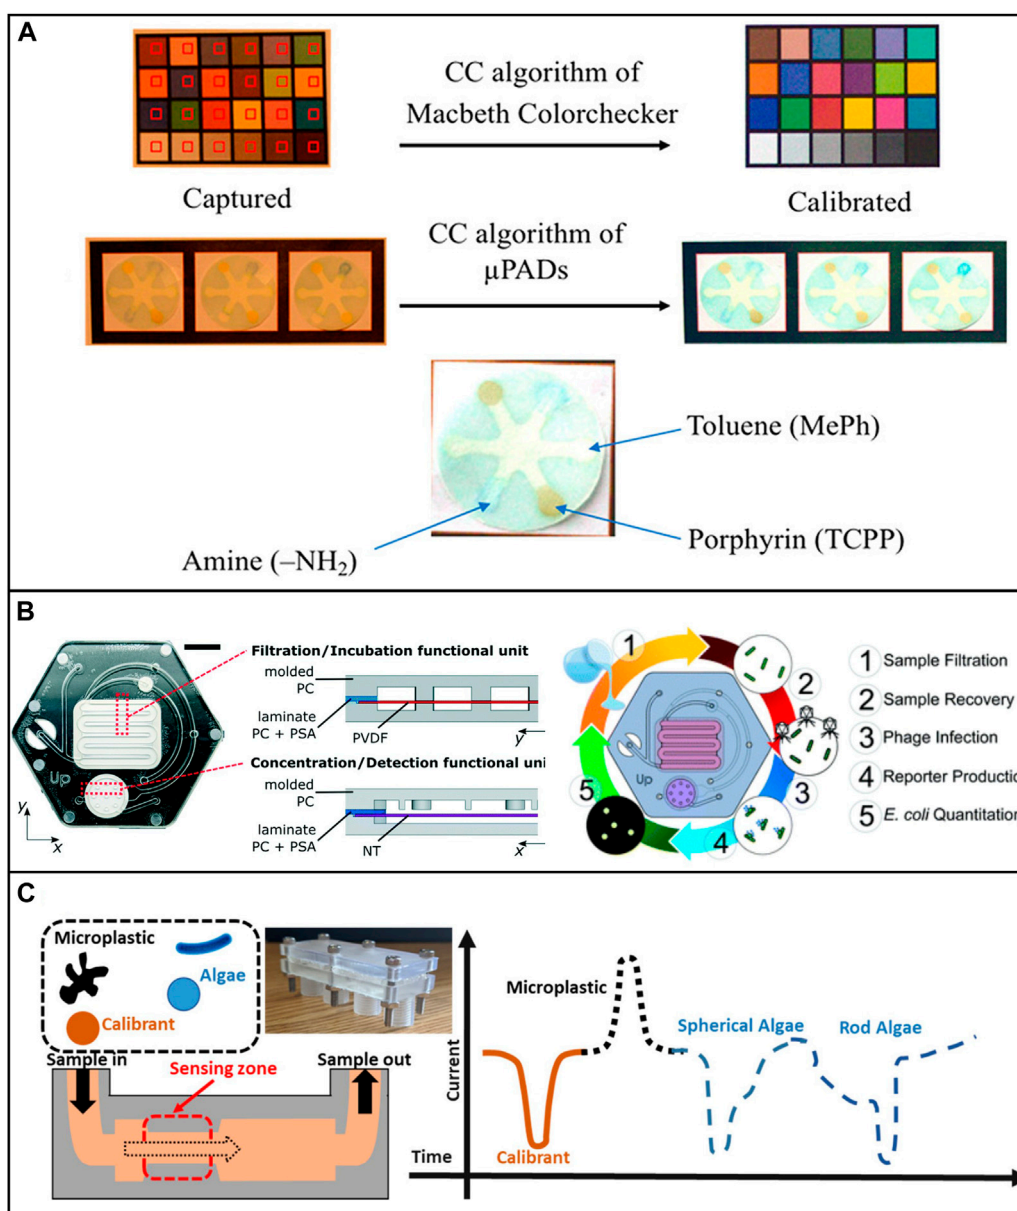 A
CC algorithm of
Macbeth Colorchecker
Captured
Calibrated
CC algorithm of
μPADs
Toluene (MePh)
Amine (–NH₂)
Porphyrin (TCPP)
B
Filtration/Incubation functional unit
molded
PC
laminate
PC + PSA
PVDF
y
Concentration/Detection functional uni
molded
PC
laminate
PC + PSA
NT
x
Up
y
x
1
2
3
4
5
Up
1 Sample Filtration
2 Sample Recovery
3 Phage Infection
4 Reporter Productio
5 E. coli Quantitation
C
Microplastic
Algae
Calibrant
Sample in
Sample out
Sensing zone
Current
Time
Microplastic
Spherical Algae
Rod Algae
Calibrant